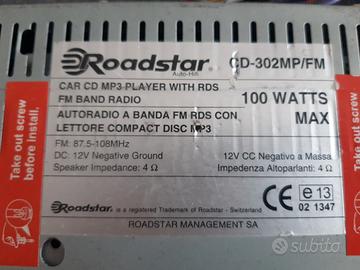 Roadstar
Auto-Hifi
CD-302MP/FM
CAR CD MP3 PLAYER WITH RDS
FM BAND RADIO
100 WATTS
MAX
AUTORADIO A BANDA FM RDS CON
LETTORE COMPACT DISC MP3
FM: 87.5-108MHz
DC: 12V Negative Ground
12V CC Negativo a Massa
Speaker Impedance: 4 Ω
Impedenza Altoparlanti: 4 Ω
e 13
02 1347
Roadstar® is a registered Trademark of Roadstar - Switzerland
ROADSTAR MANAGEMENT SA
Take out screw
before install.
Take out screw
before install.
subito